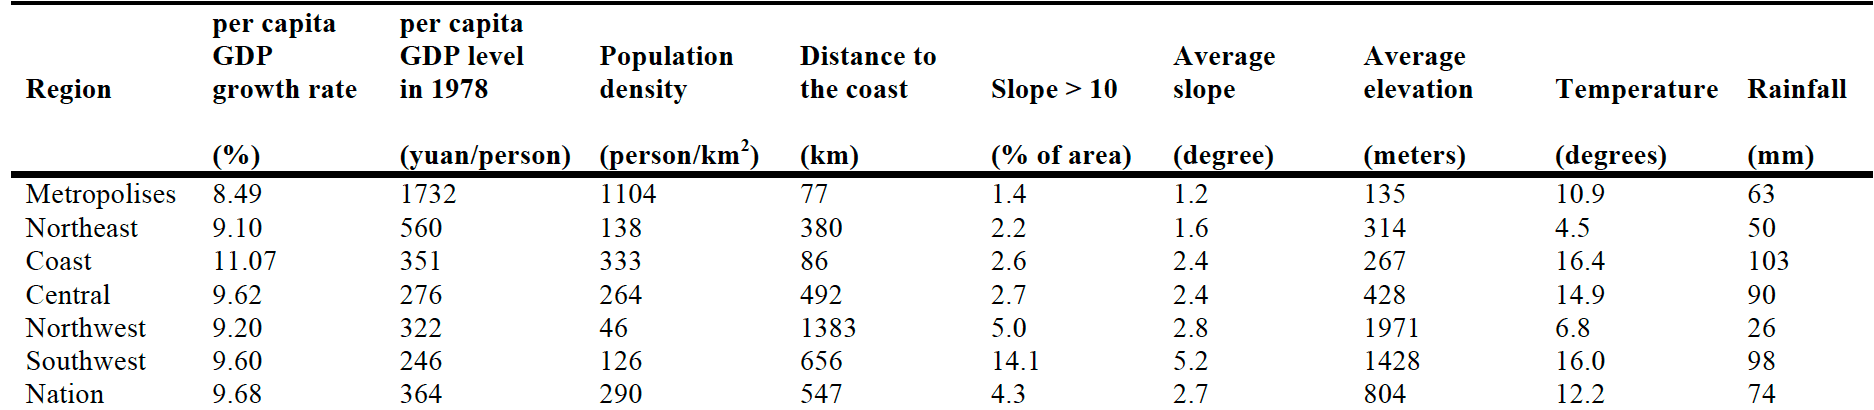 per capita per capita
GDP GDP level Population Distance to Average Average
Region growth rate in 1978 density the coast Slope > 10 slope elevation Temperature Rainfall
(%) (yuan/person) (person/km²) (km) (% of area) (degree) (meters) (degrees) (mm)
Metropolises 8.49 1732 1104 77 1.4 1.2 135 10.9 63
Northeast 9.10 560 138 380 2.2 1.6 314 4.5 50
Coast 11.07 351 333 86 2.6 2.4 267 16.4 103
Central 9.62 276 264 492 2.7 2.4 428 14.9 90
Northwest 9.20 322 46 1383 5.0 2.8 1971 6.8 26
Southwest 9.60 246 126 656 14.1 5.2 1428 16.0 98
Nation 9.68 364 290 547 4.3 2.7 804 12.2 74